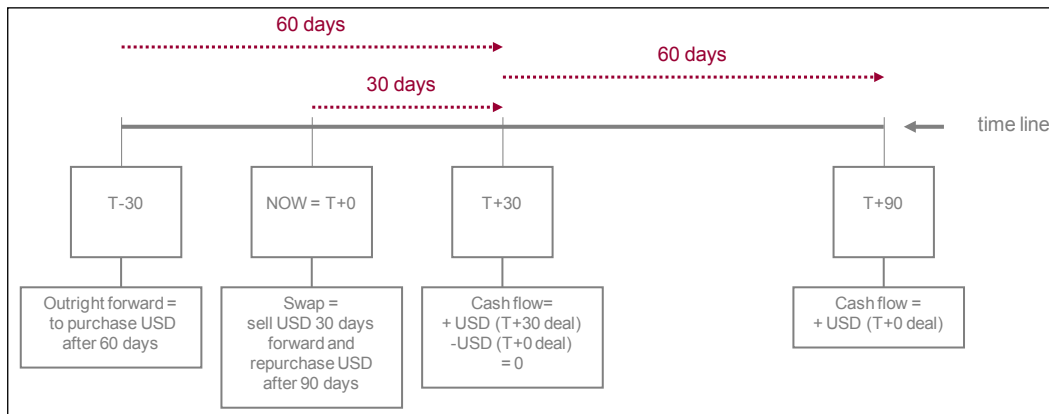 60 days
60 days
30 days
time line
T-30
NOW = T+0
T+30
T+90
Outright forward =
to purchase USD
after 60 days
Swap =
sell USD 30 days
forward and
repurchase USD
after 90 days
Cash flow=
+ USD (T+30 deal)
-USD (T+0 deal)
= 0
Cash flow =
+ USD (T+0 deal)